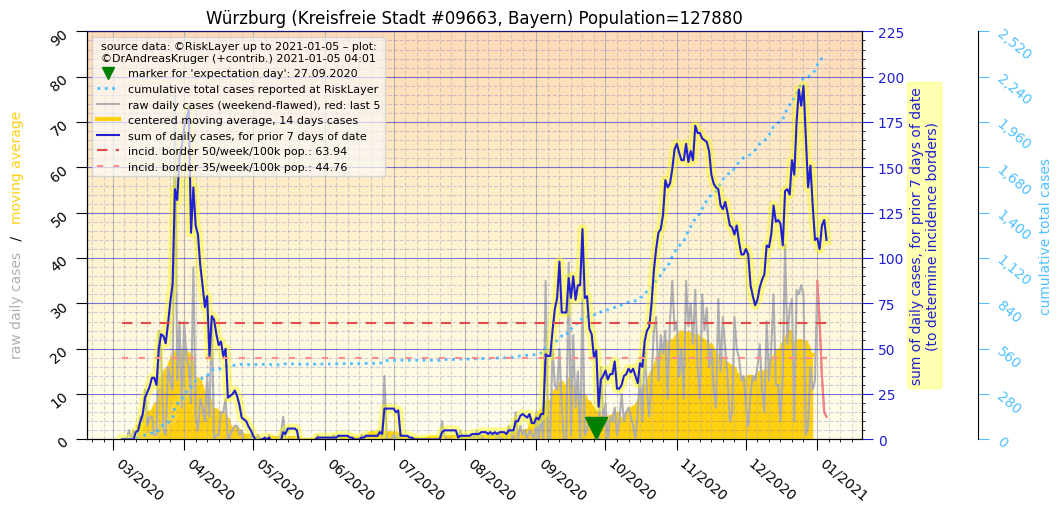 Würzburg (Kreisfreie Stadt #09663, Bayern) Population=127880
source data: ©RiskLayer up to 2021-01-05 – plot:
©DrAndreasKruger (+contrib.) 2021-01-05 04:01
marker for 'expectation day': 27.09.2020
cumulative total cases reported at RiskLayer
raw daily cases (weekend-flawed), red: last 5
centered moving average, 14 days cases
sum of daily cases, for prior 7 days of date
incid. border 50/week/100k pop.: 63.94
incid. border 35/week/100k pop.: 44.76
raw daily cases / moving average
90
80
70
60
50
40
30
20
10
0
225
200
175
150
125
100
75
50
25
0
sum of daily cases, for prior 7 days of date
(to determine incidence borders)
2,520
2,240
1,960
1,680
1,400
1,120
840
560
280
0
cumulative total cases
03/2020
04/2020
05/2020
06/2020
07/2020
08/2020
09/2020
10/2020
11/2020
12/2020
01/2021